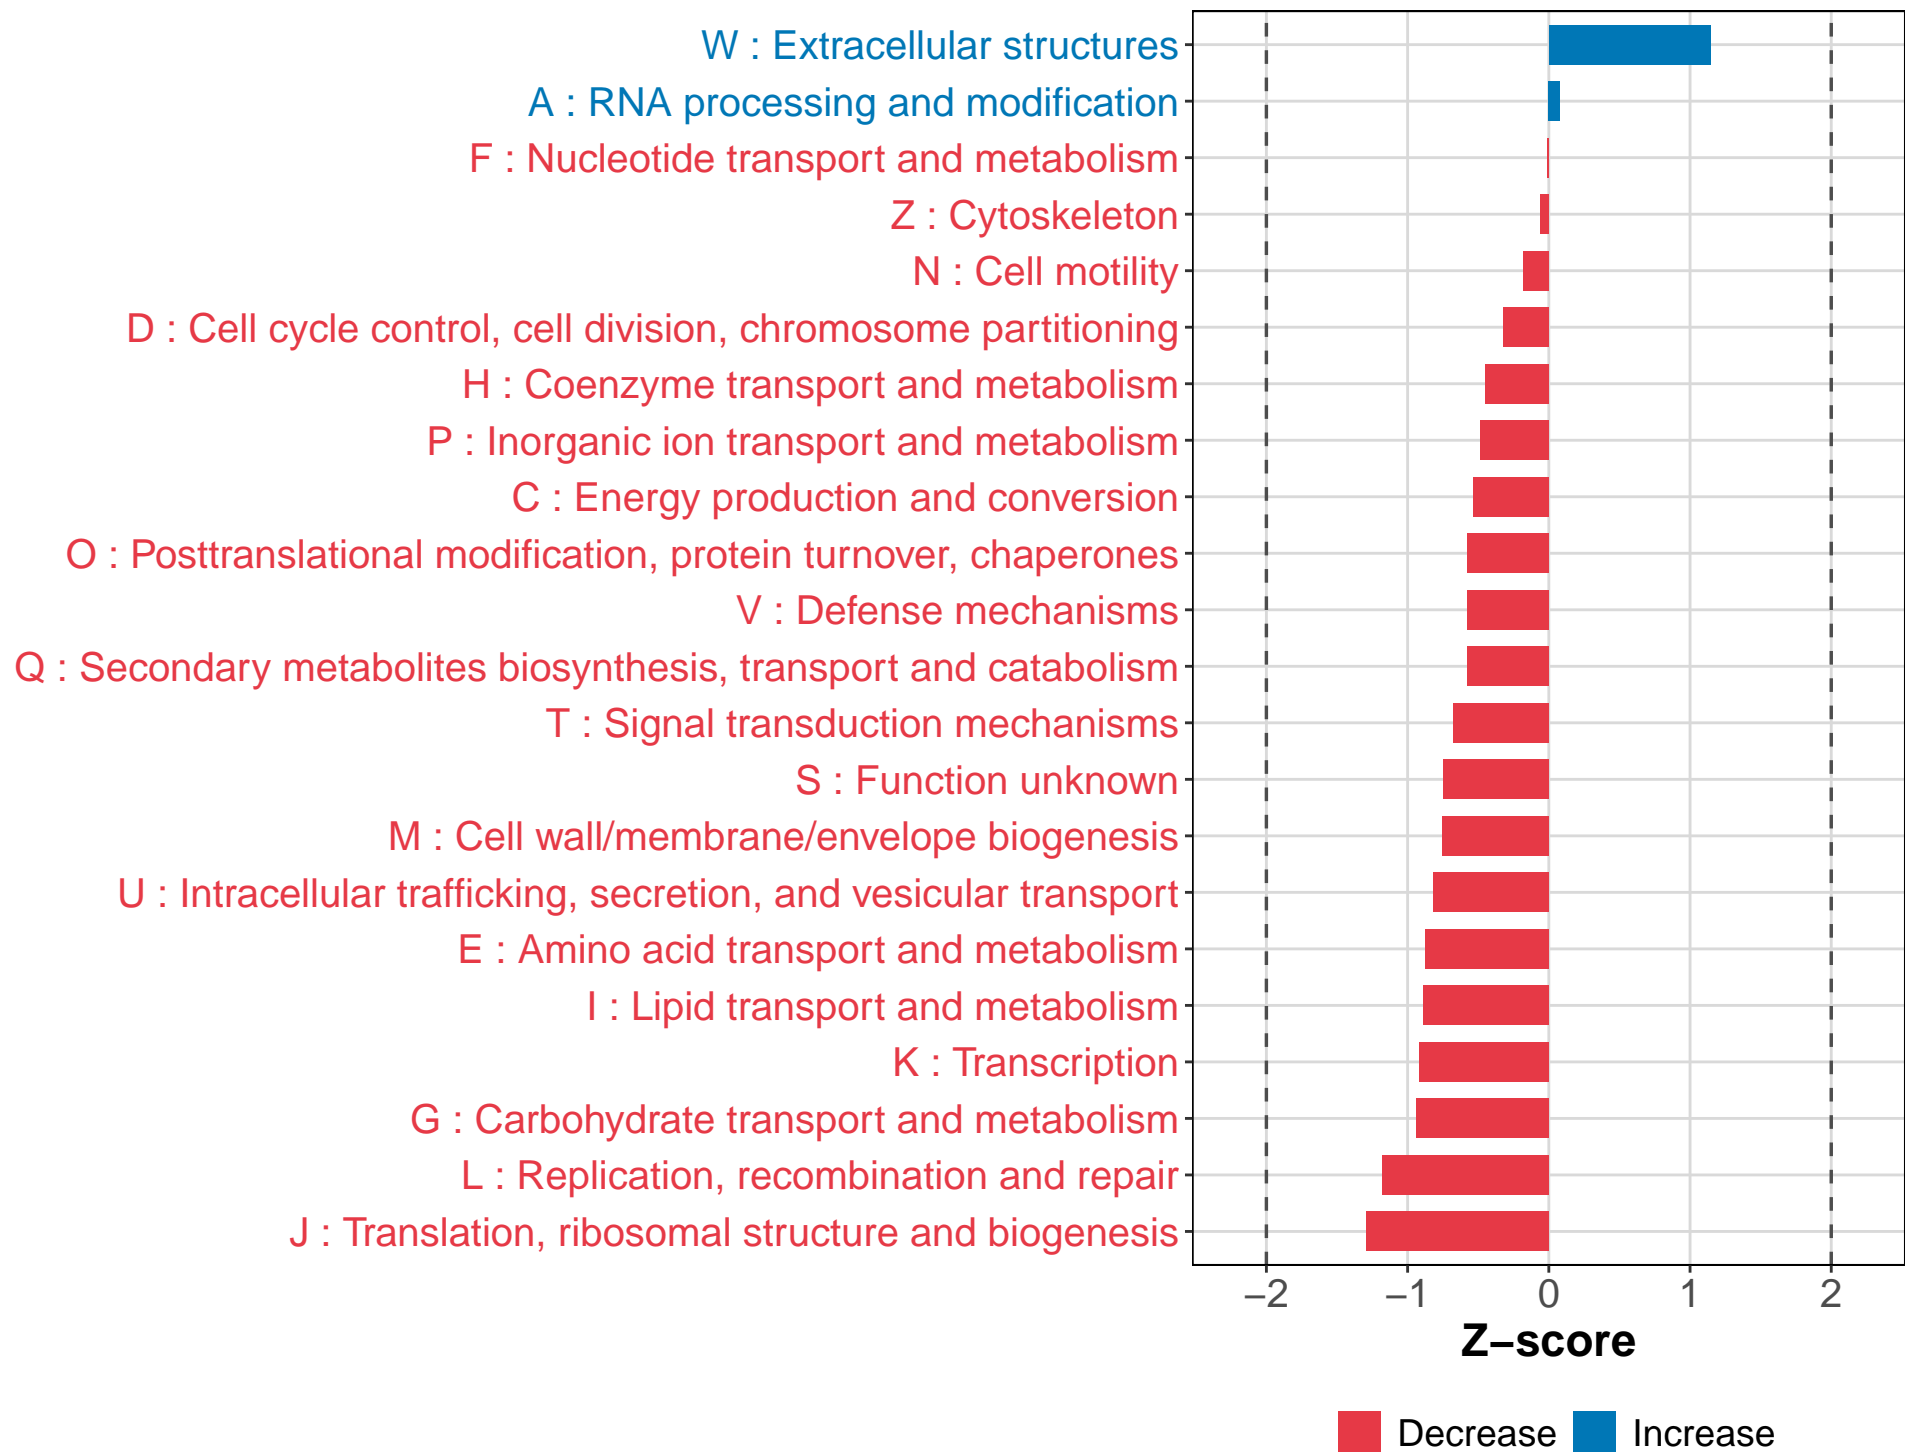 W : Extracellular structures
A : RNA processing and modification
F : Nucleotide transport and metabolism
Z : Cytoskeleton
N : Cell motility
D : Cell cycle control, cell division, chromosome partitioning
H : Coenzyme transport and metabolism
P : Inorganic ion transport and metabolism
C : Energy production and conversion
O : Posttranslational modification, protein turnover, chaperones
V : Defense mechanisms
Q : Secondary metabolites biosynthesis, transport and catabolism
T : Signal transduction mechanisms
S : Function unknown
M : Cell wall/membrane/envelope biogenesis
U : Intracellular trafficking, secretion, and vesicular transport
E : Amino acid transport and metabolism
I : Lipid transport and metabolism
K : Transcription
G : Carbohydrate transport and metabolism
L : Replication, recombination and repair
J : Translation, ribosomal structure and biogenesis
−2 −1 0 1 2
Z−score
Decrease Increase